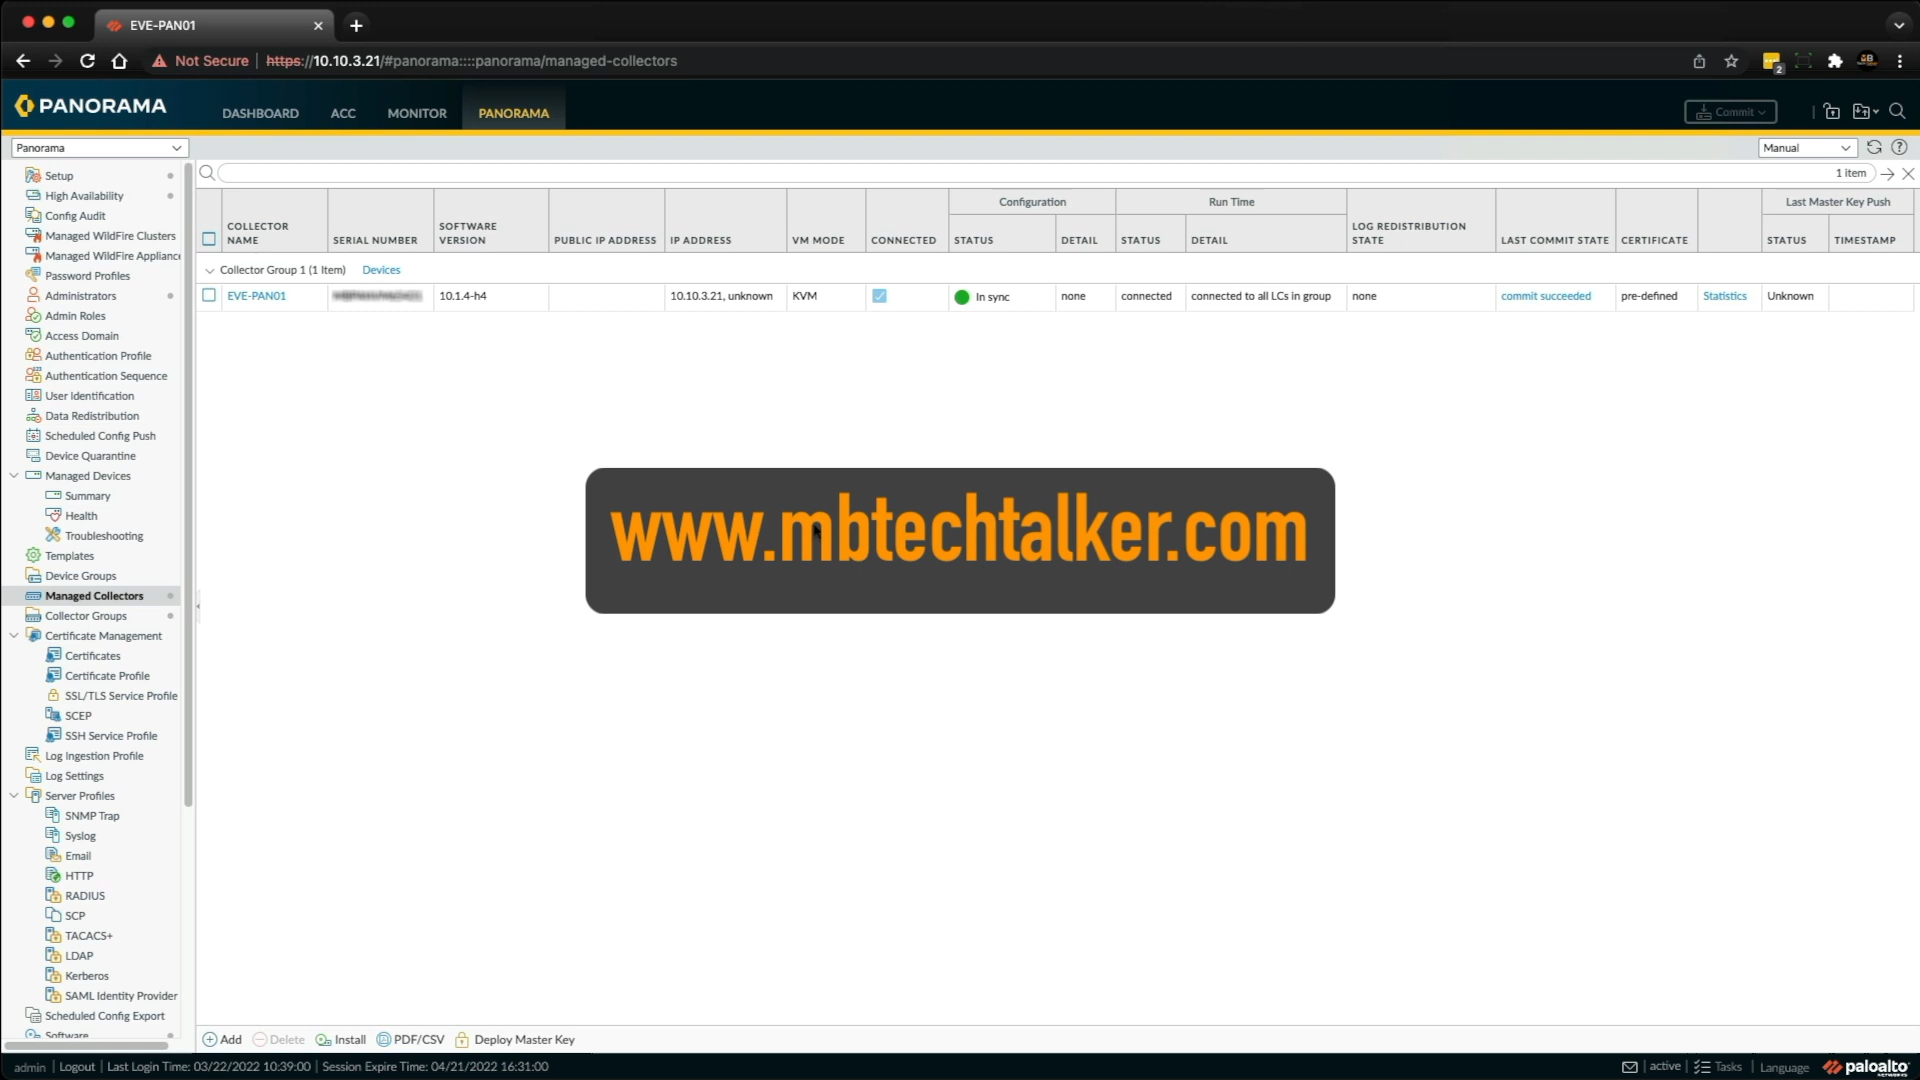 EVE-PAN01
Not Secure
https://10.10.3.21/#panorama::::panorama/managed-collectors
2
PANORAMA
DASHBOARD
ACC
MONITOR
PANORAMA
Commit
Panorama
Manual
1 item
Setup
High Availability
Config Audit
Managed WildFire Clusters
Managed WildFire Applianc
Password Profiles
Administrators
Admin Roles
Access Domain
Authentication Profile
Authentication Sequence
User Identification
Data Redistribution
Scheduled Config Push
Device Quarantine
Managed Devices
Summary
Health
Troubleshooting
Templates
Device Groups
Managed Collectors
Collector Groups
Certificate Management
Certificates
Certificate Profile
SSL/TLS Service Profile
SCEP
SSH Service Profile
Log Ingestion Profile
Log Settings
Server Profiles
SNMP Trap
Syslog
Email
HTTP
RADIUS
SCP
TACACS+
LDAP
Kerberos
SAML Identity Provider
Scheduled Config Export
Software
Configuration
Run Time
Last Master Key Push
COLLECTOR NAME
SERIAL NUMBER
SOFTWARE VERSION
PUBLIC IP ADDRESS
IP ADDRESS
VM MODE
CONNECTED
STATUS
DETAIL
STATUS
DETAIL
LOG REDISTRIBUTION STATE
LAST COMMIT STATE
CERTIFICATE
STATUS
TIMESTAMP
Collector Group 1 (1 Item) Devices
EVE-PAN01
10.1.4-h4
10.10.3.21, unknown
KVM
In sync
none
connected
connected to all LCs in group
none
commit succeeded
pre-defined
Statistics
Unknown
www.mbtechtalker.com
Add
Delete
Install
PDF/CSV
Deploy Master Key
admin | Logout | Last Login Time: 03/22/2022 10:39:00 | Session Expire Time: 04/21/2022 16:31:00
| active | Tasks | Language
paloalto
NETWORKS